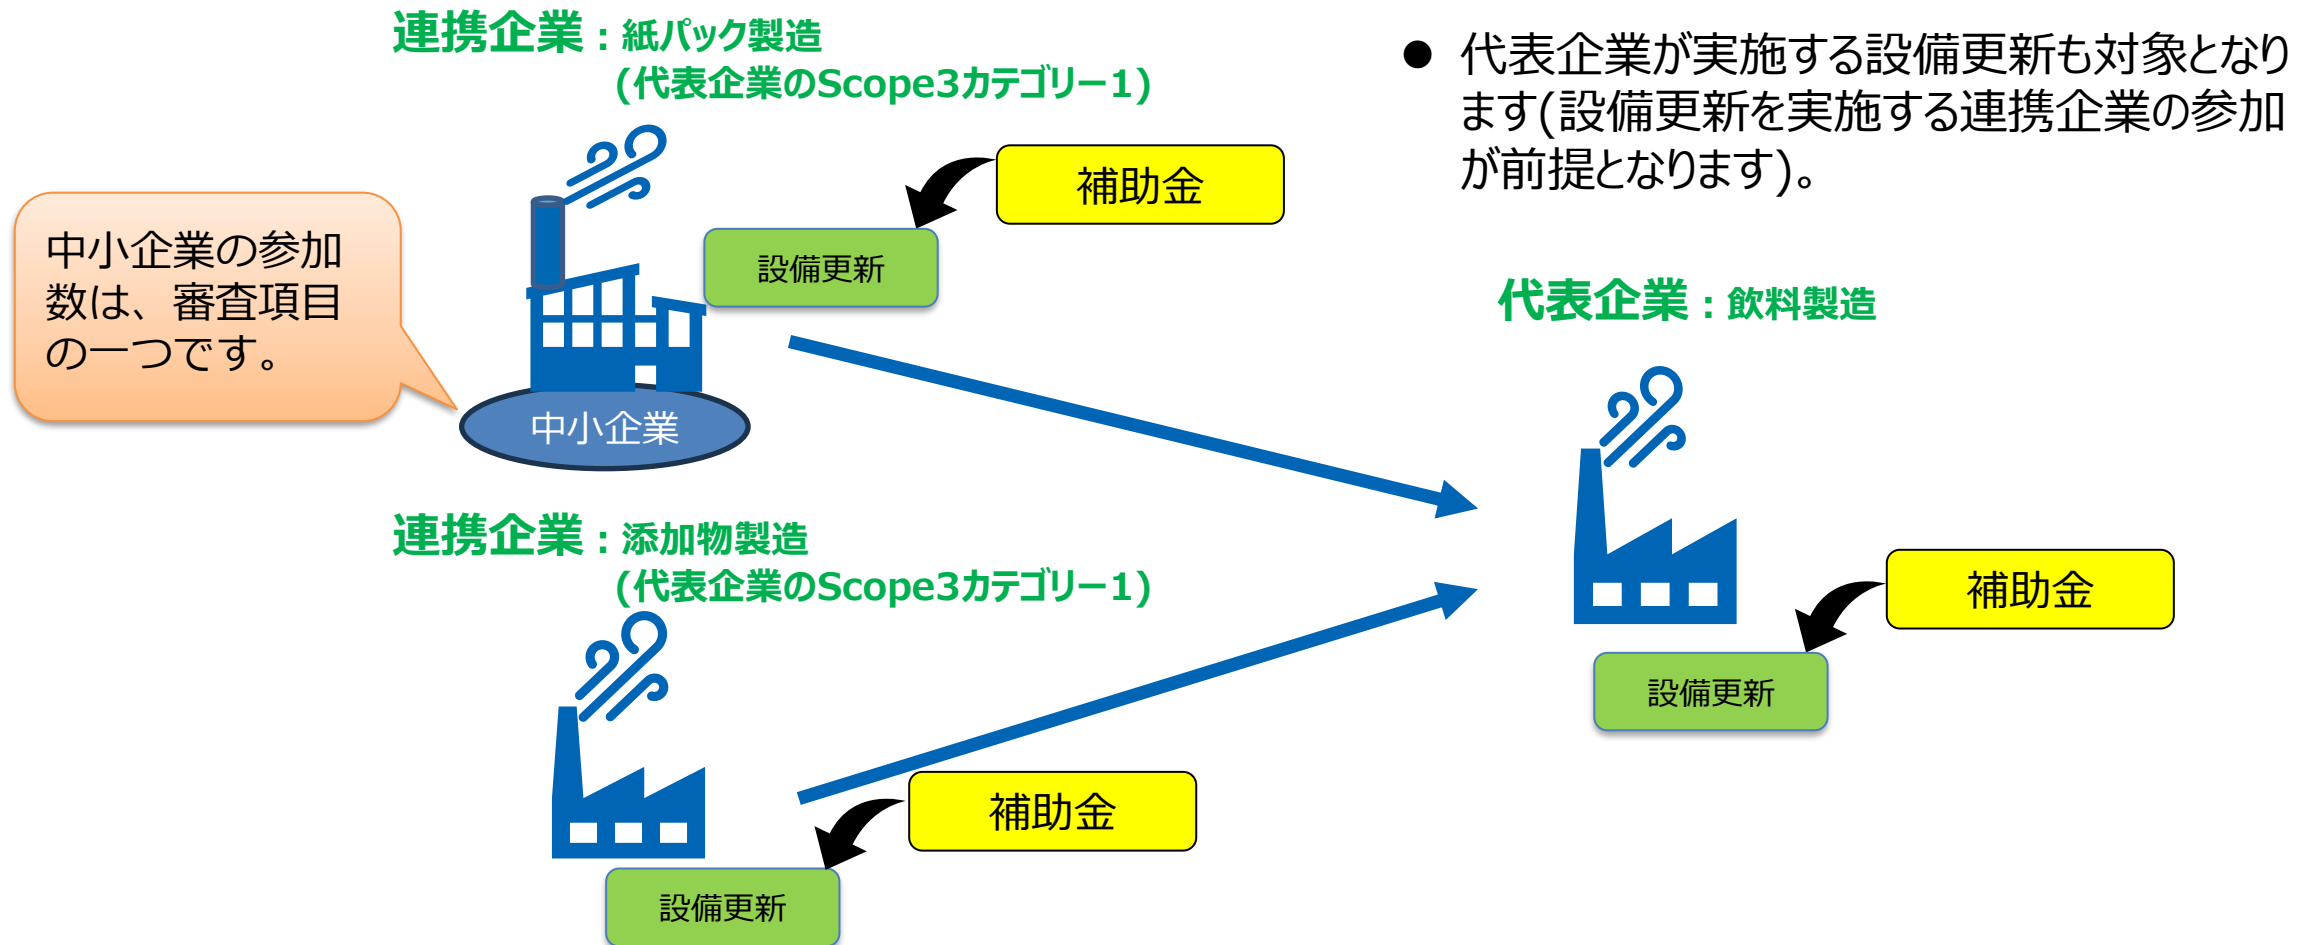 連携企業：紙パック製造
(代表企業のScope3カテゴリー1)
● 代表企業が実施する設備更新も対象となり
ます(設備更新を実施する連携企業の参加
が前提となります)。
補助金
設備更新
中小企業の参加
数は、審査項目
の一つです。
中小企業
代表企業：飲料製造
連携企業：添加物製造
(代表企業のScope3カテゴリー1)
補助金
設備更新
補助金
設備更新